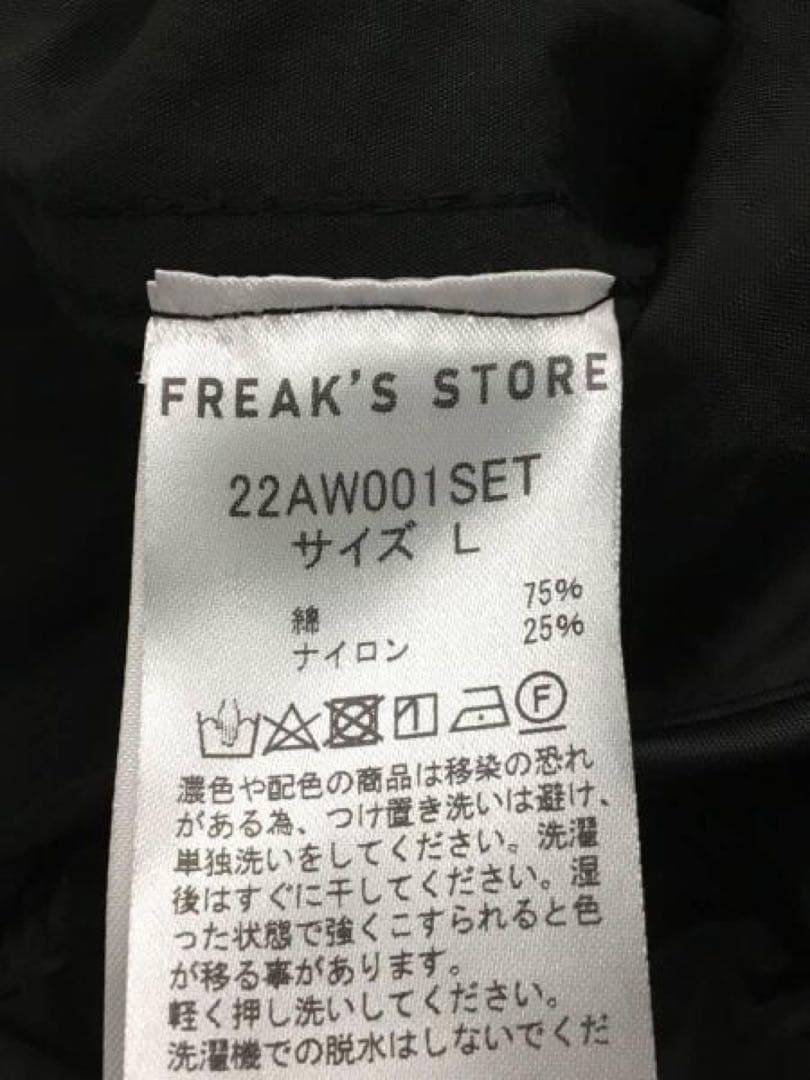 FREAK'S STORE
22AW001SET
サイズ L
綿 75%
ナイロン 25%
F
濃色や配色の商品は移染の恐れ
がある為、つけ置き洗いは避け、
単独洗いをしてください。洗濯
後はすぐに干してください。湿
った状態で強くこすられると色
が移る事があります。
軽く押し洗いしてください。
洗濯機での脱水はしないでくだ